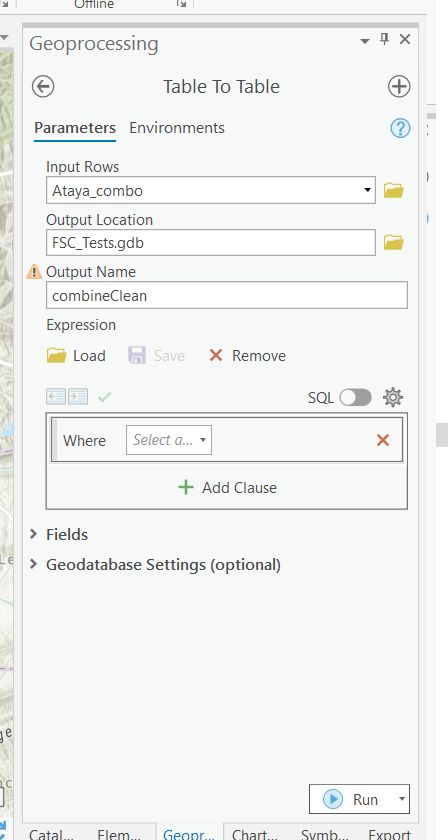 Offline
Geoprocessing
Table To Table
Parameters Environments
Input Rows
Ataya_combo
Output Location
FSC_Tests.gdb
Output Name
combineClean
Expression
Load Save Remove
SQL
Where Select a...
Add Clause
Fields
Geodatabase Settings (optional)
Run
Catal... Elem... Geopr... Chart... Symb... Export